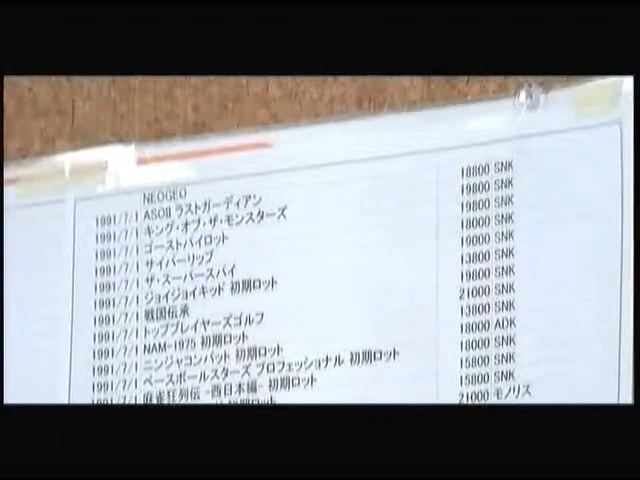 NEOGEO
1991/7/1 ASOⅡ ラストガーディアン
1991/7/1 キング・オブ・ザ・モンスターズ
1991/7/1 ゴーストパイロット
1991/7/1 サイバーリップ
1991/7/1 ザ・スーパースパイ
1991/7/1 ジョイジョイキッド 初期ロット
1991/7/1 戦国伝承
1991/7/1 トッププレイヤーズゴルフ
1991/7/1 NAM-1975 初期ロット
1991/7/1 ニンジャコンバット 初期ロット
1991/7/1 ベースボールスターズ プロフェッショナル 初期ロット
1991/7/1 麻雀狂列伝 -西日本編- 初期ロット
初期ロット
18800 SNK
19800 SNK
19800 SNK
18000 SNK
19000 SNK
13800 SNK
19800 SNK
21000 SNK
13800 SNK
18000 ADK
18000 SNK
15800 SNK
15800 SNK
21000 モノリス